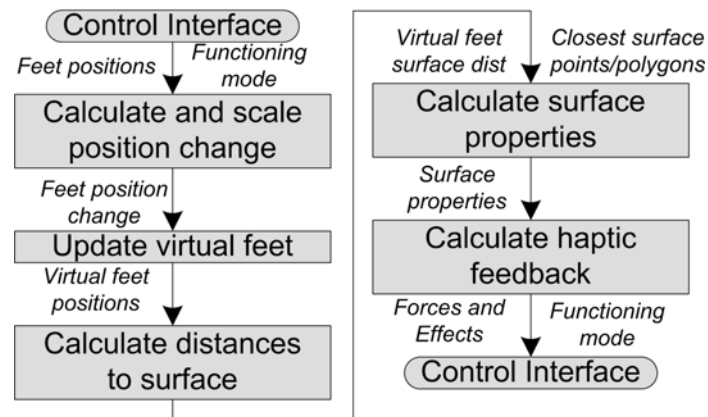 Control Interface
Feet positions
Functioning
mode
Calculate and scale
position change
Feet position
change
Update virtual feet
Virtual feet
positions
Calculate distances
to surface
Virtual feet
surface dist
Closest surface
points/polygons
Calculate surface
properties
Surface
properties
Calculate haptic
feedback
Forces and
Effects
Functioning
mode
Control Interface